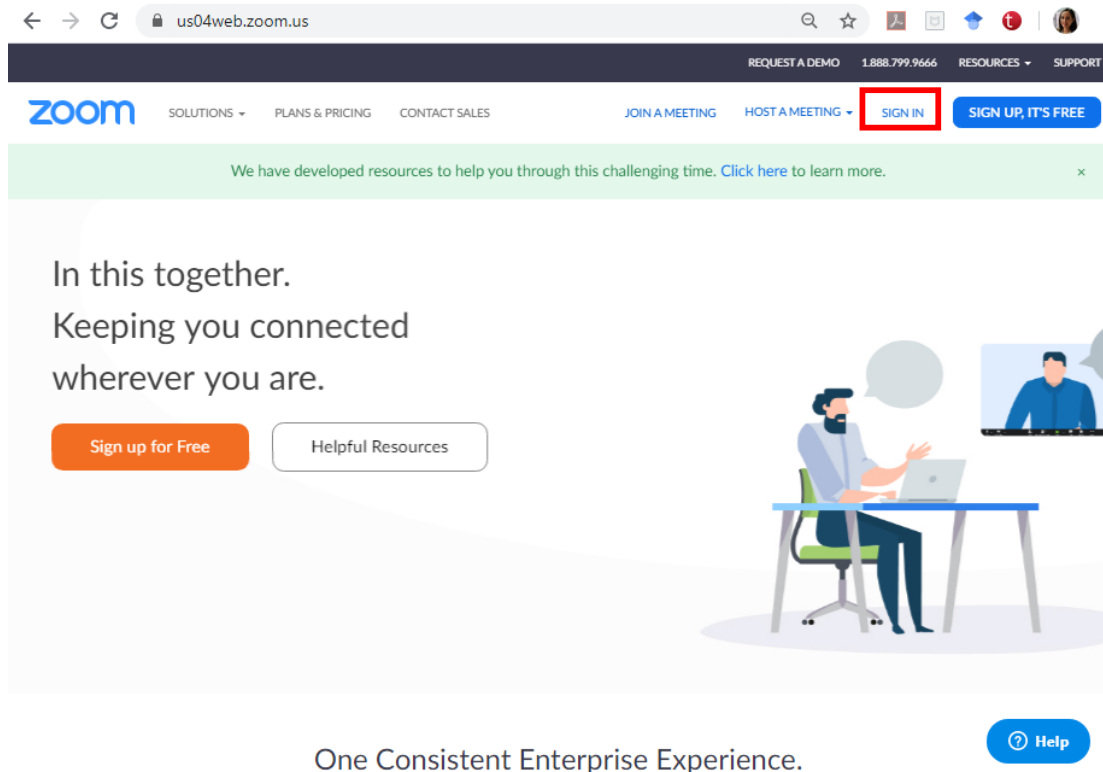 us04web.zoom.us
REQUEST A DEMO 1.888.799.9666 RESOURCES SUPPORT
zoom SOLUTIONS PLANS & PRICING CONTACT SALES JOIN A MEETING HOST A MEETING SIGN IN SIGN UP, IT'S FREE
We have developed resources to help you through this challenging time. Click here to learn more. ×
In this together.
Keeping you connected
wherever you are.
Sign up for Free Helpful Resources
Help
One Consistent Enterprise Experience.